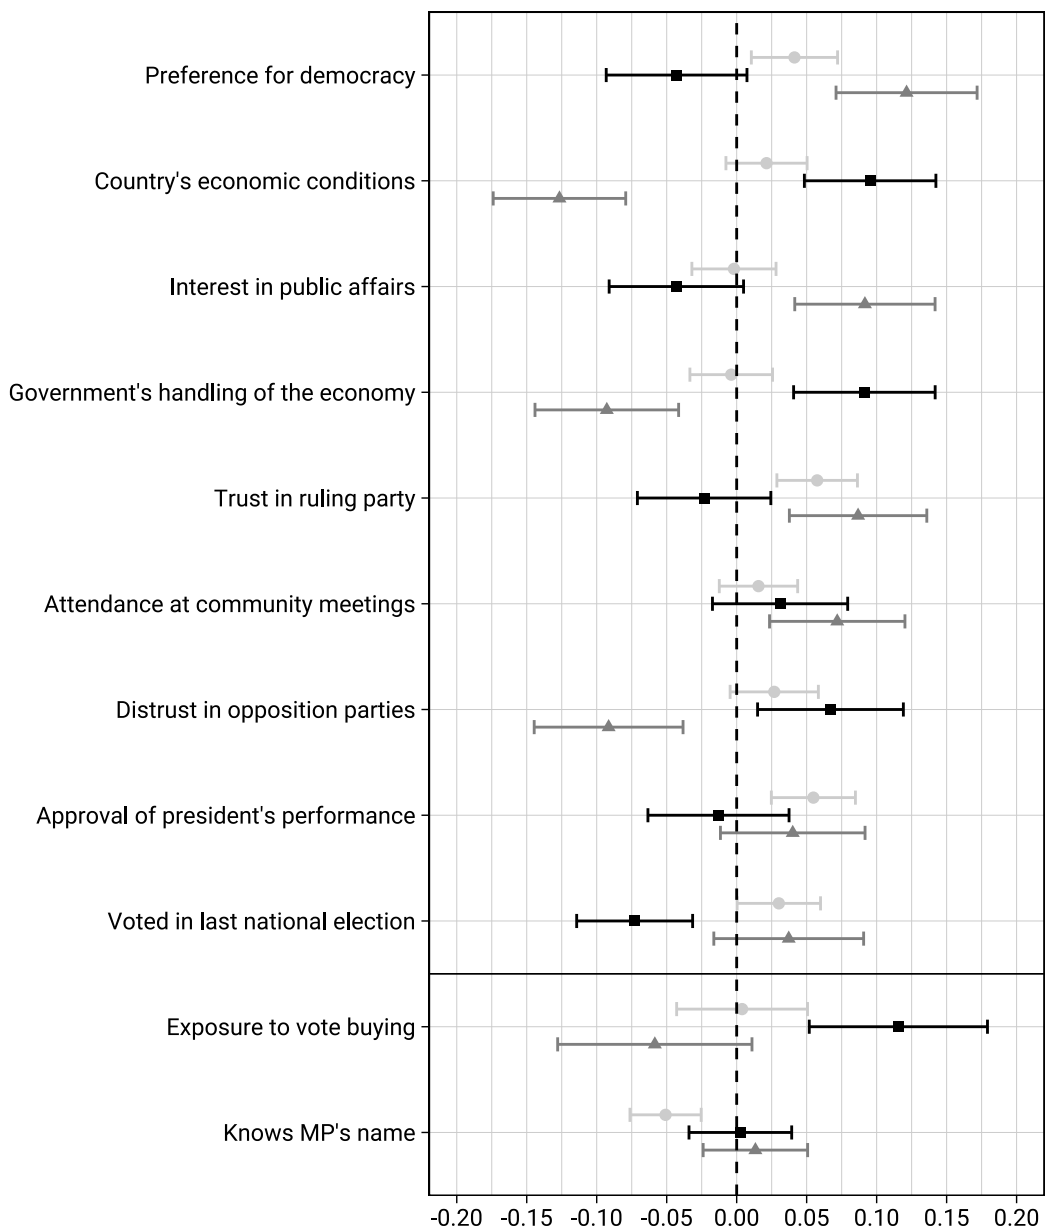 Preference for democracy
Country's economic conditions
Interest in public affairs
Government's handling of the economy
Trust in ruling party
Attendance at community meetings
Distrust in opposition parties
Approval of president's performance
Voted in last national election
Exposure to vote buying
Knows MP's name
-0.20 -0.15 -0.10 -0.05 0.00 0.05 0.10 0.15 0.20